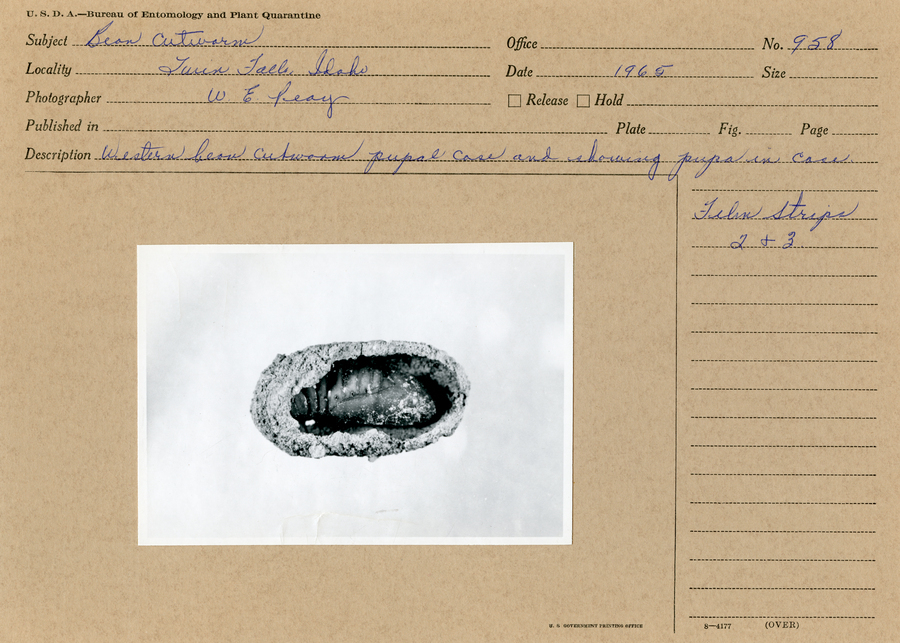 U. S. D. A.—Bureau of Entomology and Plant Quarantine
Subject Bean Cutworm Office No. 958
Locality Twin Falls Idaho Date 1965 Size
Photographer W E Peay Release Hold
Published in Plate Fig. Page
Description Western bean cutworm pupal case and showing pupa in case
Film Strips
2 + 3
U. S. GOVERNMENT PRINTING OFFICE
8—4177 (OVER)